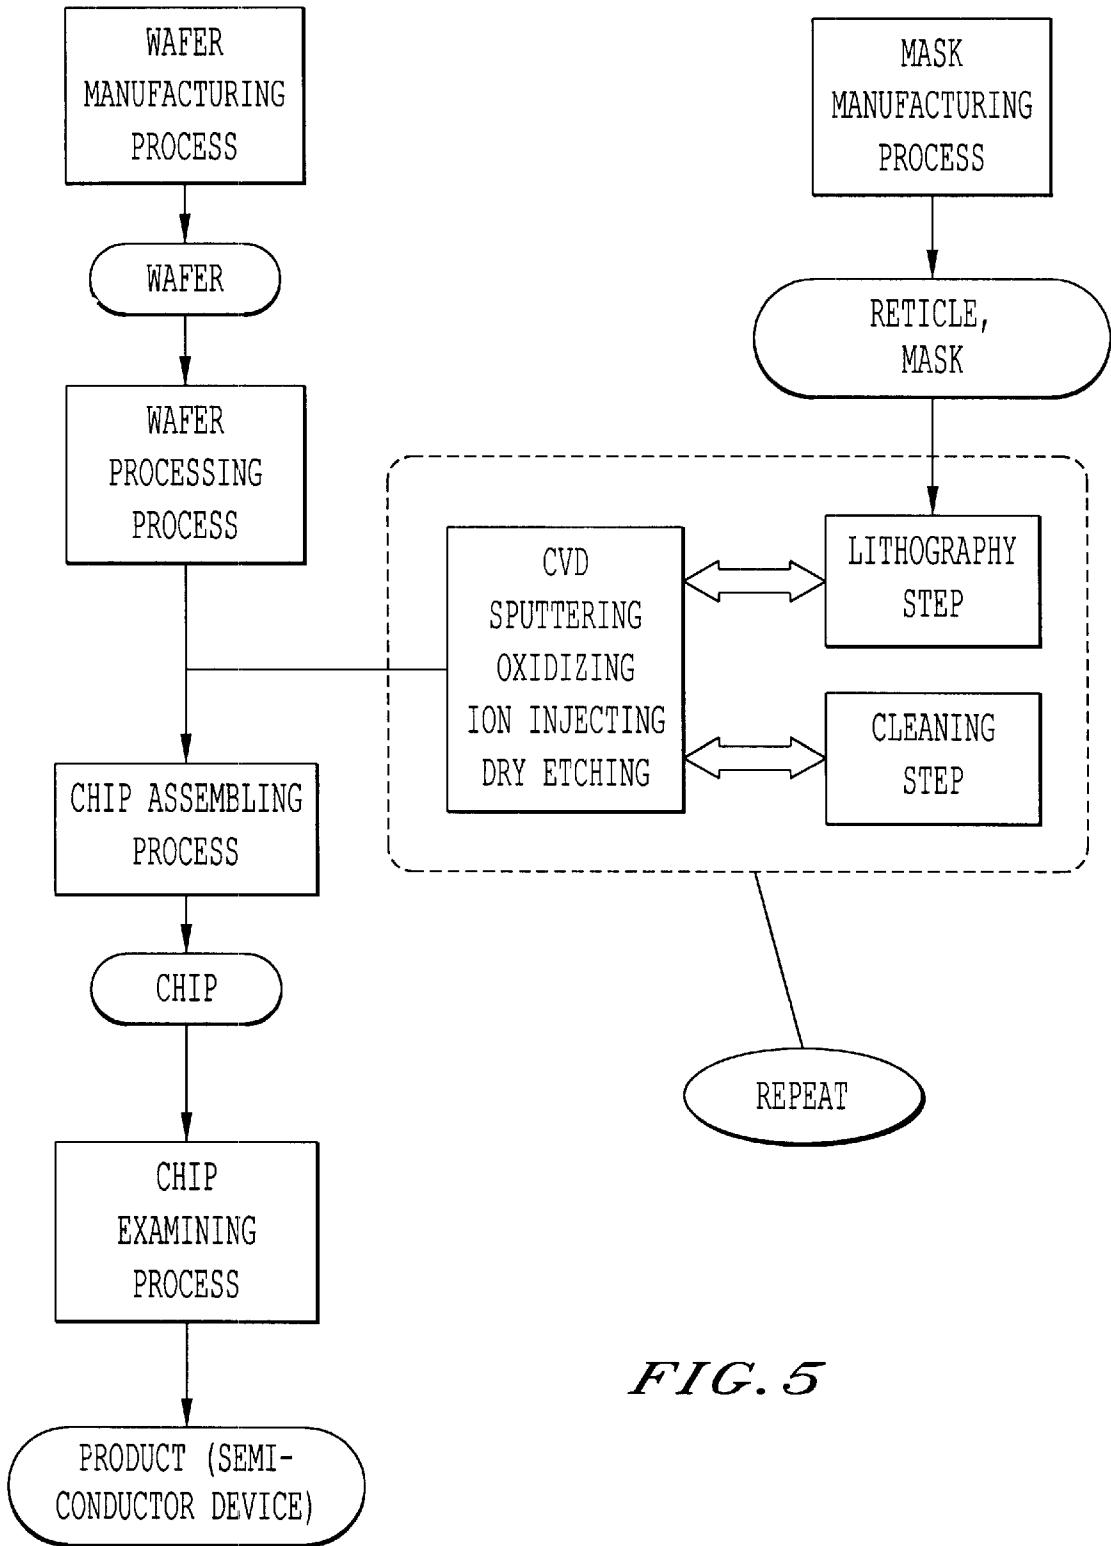 WAFER
MANUFACTURING
PROCESS
WAFER
WAFER
PROCESSING
PROCESS
CHIP ASSEMBLING
PROCESS
CHIP
CHIP
EXAMINING
PROCESS
PRODUCT (SEMI-
CONDUCTOR DEVICE)
MASK
MANUFACTURING
PROCESS
RETICLE,
MASK
CVD
SPUTTERING
OXIDIZING
ION INJECTING
DRY ETCHING
LITHOGRAPHY
STEP
CLEANING
STEP
REPEAT
FIG. 5